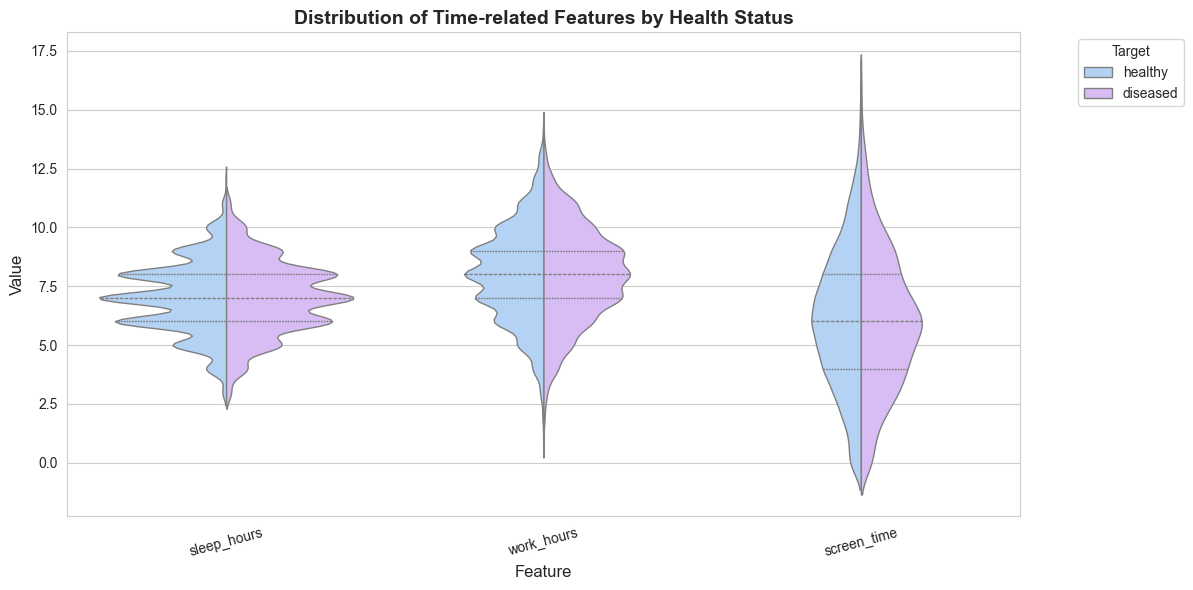 Distribution of Time-related Features by Health Status
Target
healthy
diseased
17.5
15.0
12.5
10.0
7.5
5.0
2.5
0.0
Value
sleep_hours
work_hours
screen_time
Feature